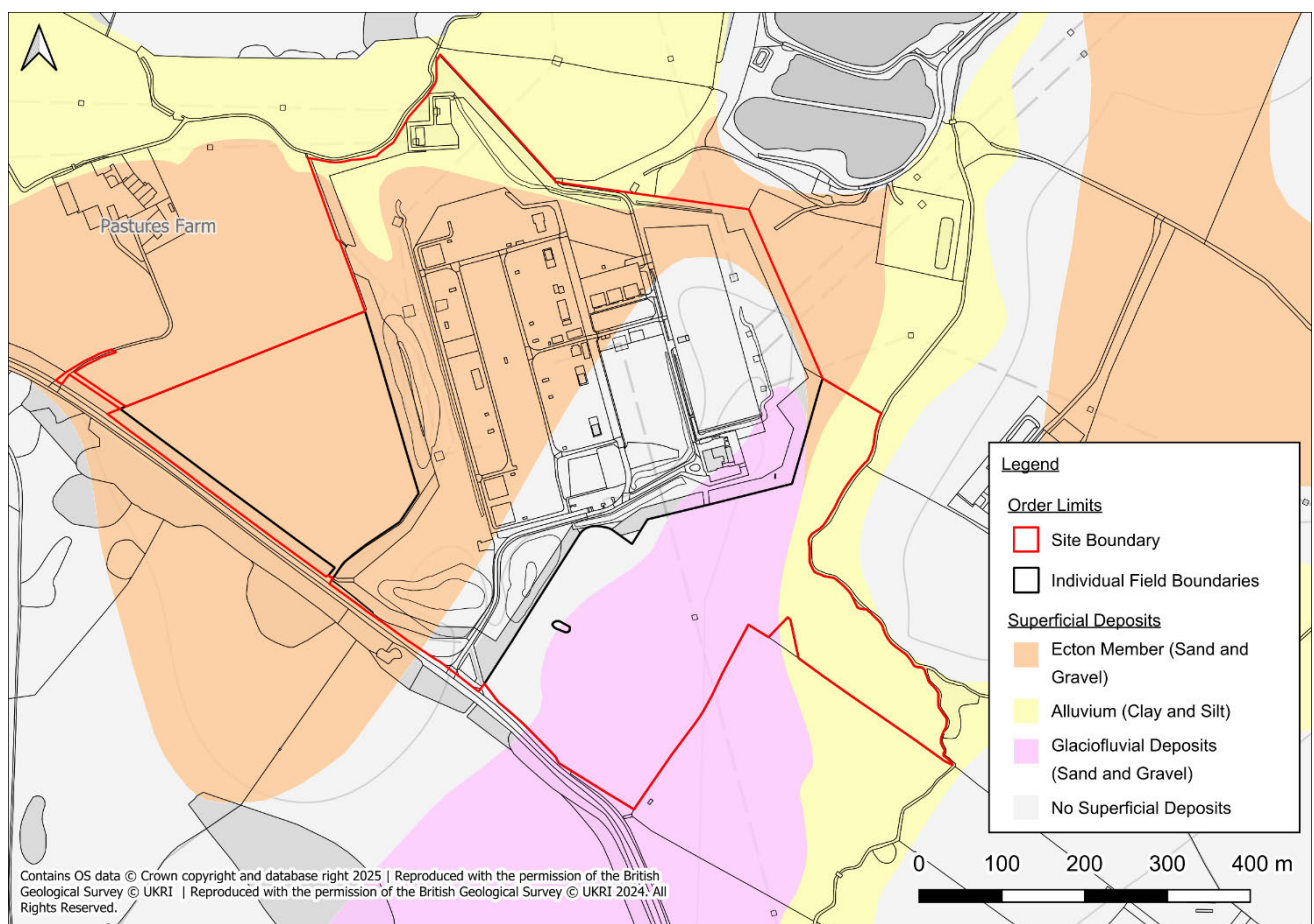 Pastures Farm
Legend
Order Limits
Site Boundary
Individual Field Boundaries
Superficial Deposits
Ecton Member (Sand and
Gravel)
Alluvium (Clay and Silt)
Glaciofluvial Deposits
(Sand and Gravel)
No Superficial Deposits
0 100 200 300 400 m
Contains OS data © Crown copyright and database right 2025 | Reproduced with the permission of the British
Geological Survey © UKRI | Reproduced with the permission of the British Geological Survey © UKRI 2024. All
Rights Reserved.